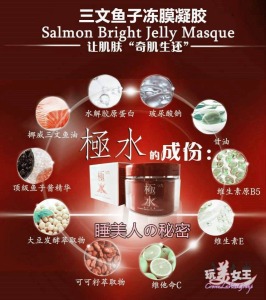 三文鱼子冻膜凝胶
Salmon Bright Jelly Masque
让肌肤“奇肌生还”
水解胶原蛋白
玻尿酸钠
挪威三文鱼油
甘油
極水的成份：
顶级鱼子酱精华
维生素原B5
極水
大豆发酵萃取物
维生素E
睡美人の秘密
可可籽萃取物
维他命C
玩美女王